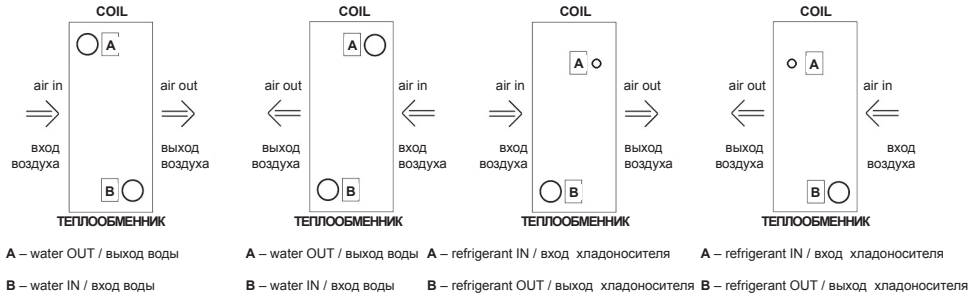 COIL COIL COIL COIL
A A A A
air in air out air out air in air in air out air out air in
вход выход выход вход вход выход выход вход
воздуха воздуха воздуха воздуха воздуха воздуха воздуха воздуха
B B B B
ТЕПЛООБМЕННИК ТЕПЛООБМЕННИК ТЕПЛООБМЕННИК ТЕПЛООБМЕННИК
A – water OUT / выход воды A – water OUT / выход воды A – refrigerant IN / вход хладоносителя A – refrigerant IN / вход хладоносителя
B – water IN / вход воды B – water IN / вход воды B – refrigerant OUT / выход хладоносителя B – refrigerant OUT / выход хладоносителя